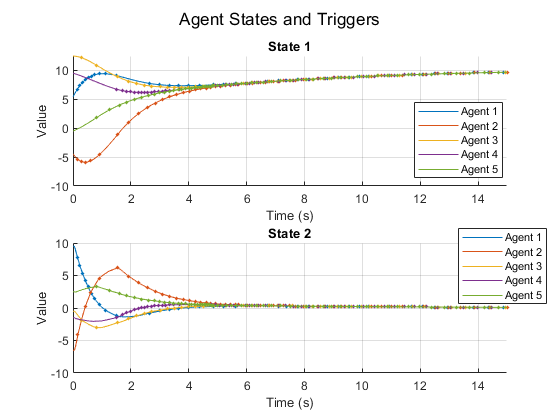 Agent States and Triggers
State 1
10
5
0
-5
-10
Value
0
2
4
6
8
10
12
14
Time (s)
Agent 1
Agent 2
Agent 3
Agent 4
Agent 5
State 2
10
5
0
-5
-10
Value
0
2
4
6
8
10
12
14
Time (s)
Agent 1
Agent 2
Agent 3
Agent 4
Agent 5